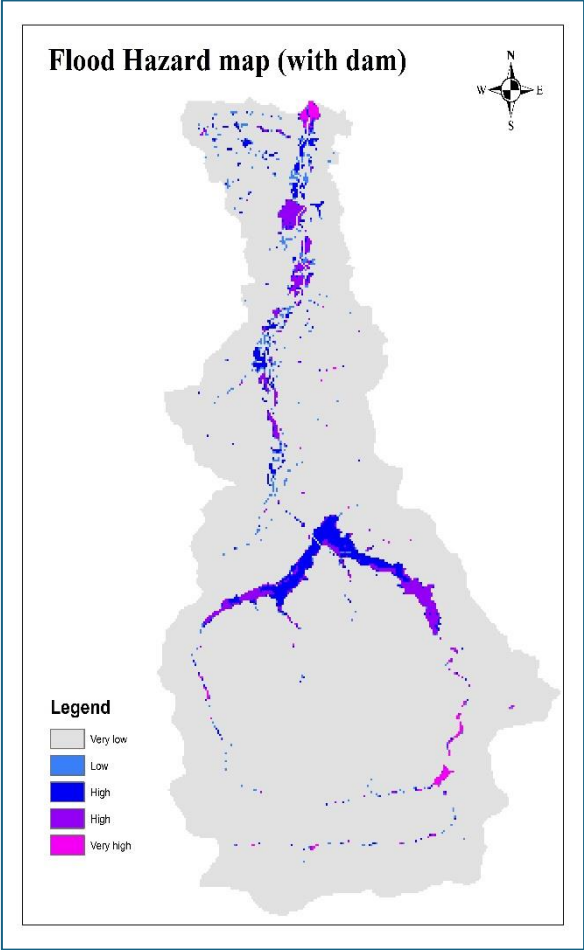 Flood Hazard map (with dam)
N
W E
S
Legend
Very low
Low
High
High
Very high